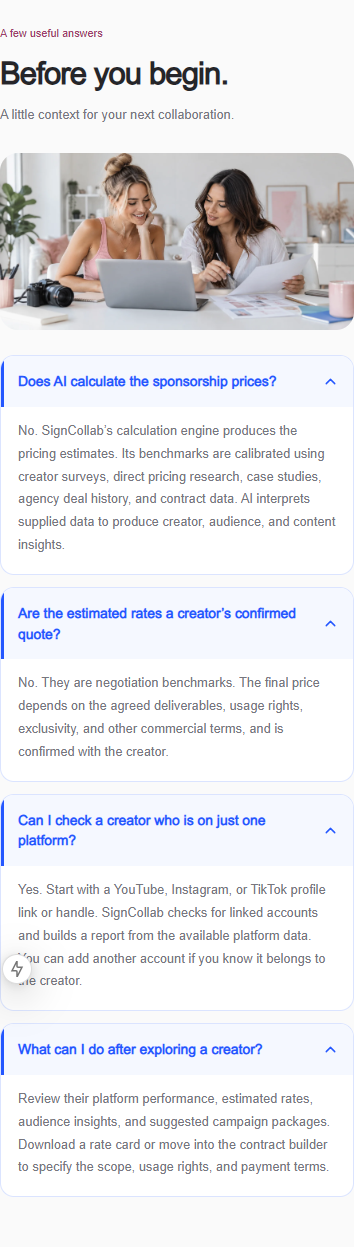 A few useful answers
Before you begin.
A little context for your next collaboration.
Does AI calculate the sponsorship prices?
No. SignCollab's calculation engine produces the
pricing estimates. Its benchmarks are calibrated using
creator surveys, direct pricing research, case studies,
agency deal history, and contract data. AI interprets
supplied data to produce creator, audience, and content
insights.
Are the estimated rates a creator's confirmed
quote?
No. They are negotiation benchmarks. The final price
depends on the agreed deliverables, usage rights,
exclusivity, and other commercial terms, and is
confirmed with the creator.
Can I check a creator who is on just one
platform?
Yes. Start with a YouTube, Instagram, or TikTok profile
link or handle. SignCollab checks for linked accounts
and builds a report from the available platform data.
You can add another account if you know it belongs to
the creator.
What can I do after exploring a creator?
Review their platform performance, estimated rates,
audience insights, and suggested campaign packages.
Download a rate card or move into the contract builder
to specify the scope, usage rights, and payment terms.